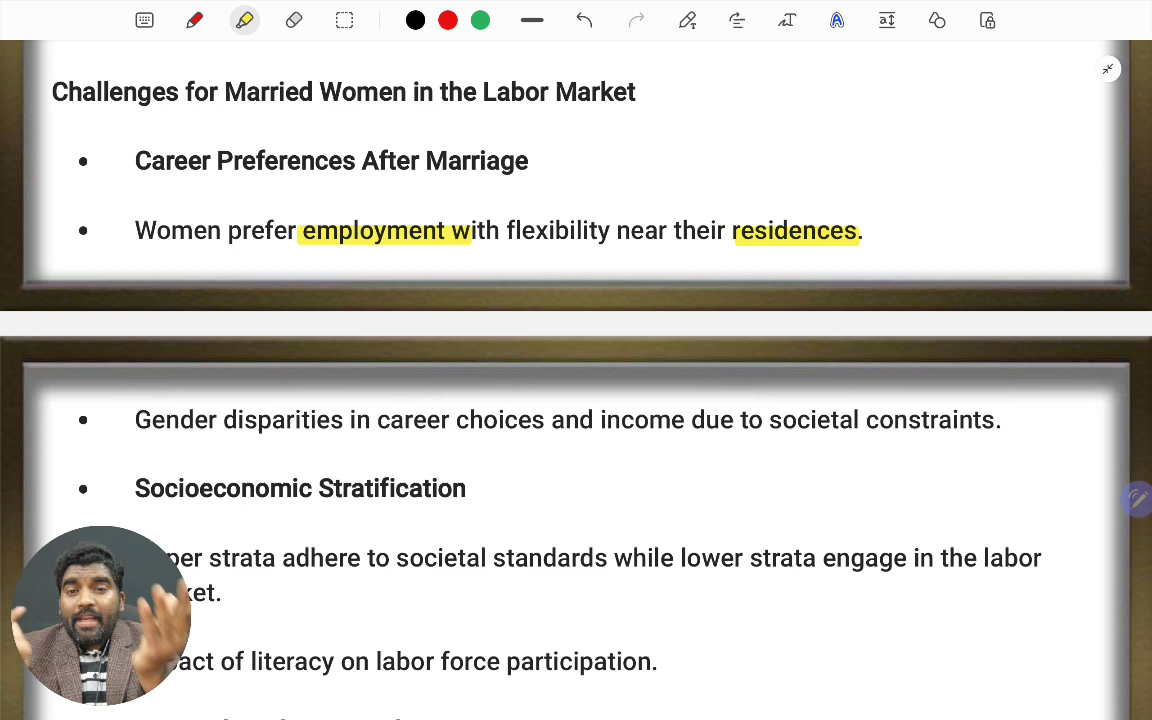 Challenges for Married Women in the Labor Market
• Career Preferences After Marriage
• Women prefer employment with flexibility near their residences.
• Gender disparities in career choices and income due to societal constraints.
• Socioeconomic Stratification
strata adhere to societal standards while lower strata engage in the labor
of literacy on labor force participation.